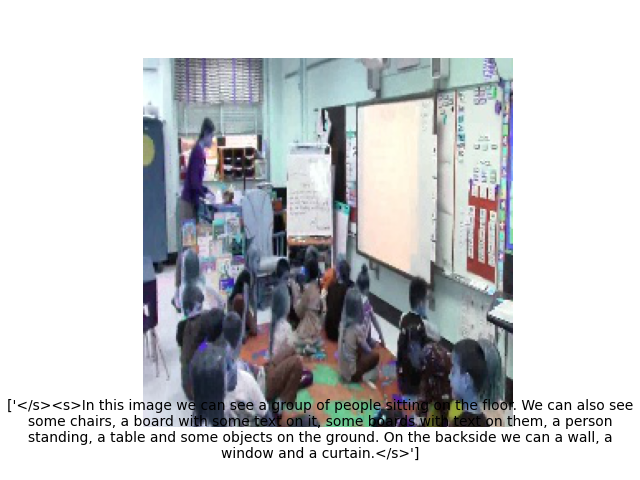 ['</s><s>In this image we can see a group of people sitting on the floor. We can also see
some chairs, a board with some text on it, some boards with text on them, a person
standing, a table and some objects on the ground. On the backside we can a wall, a
window and a curtain.</s>']